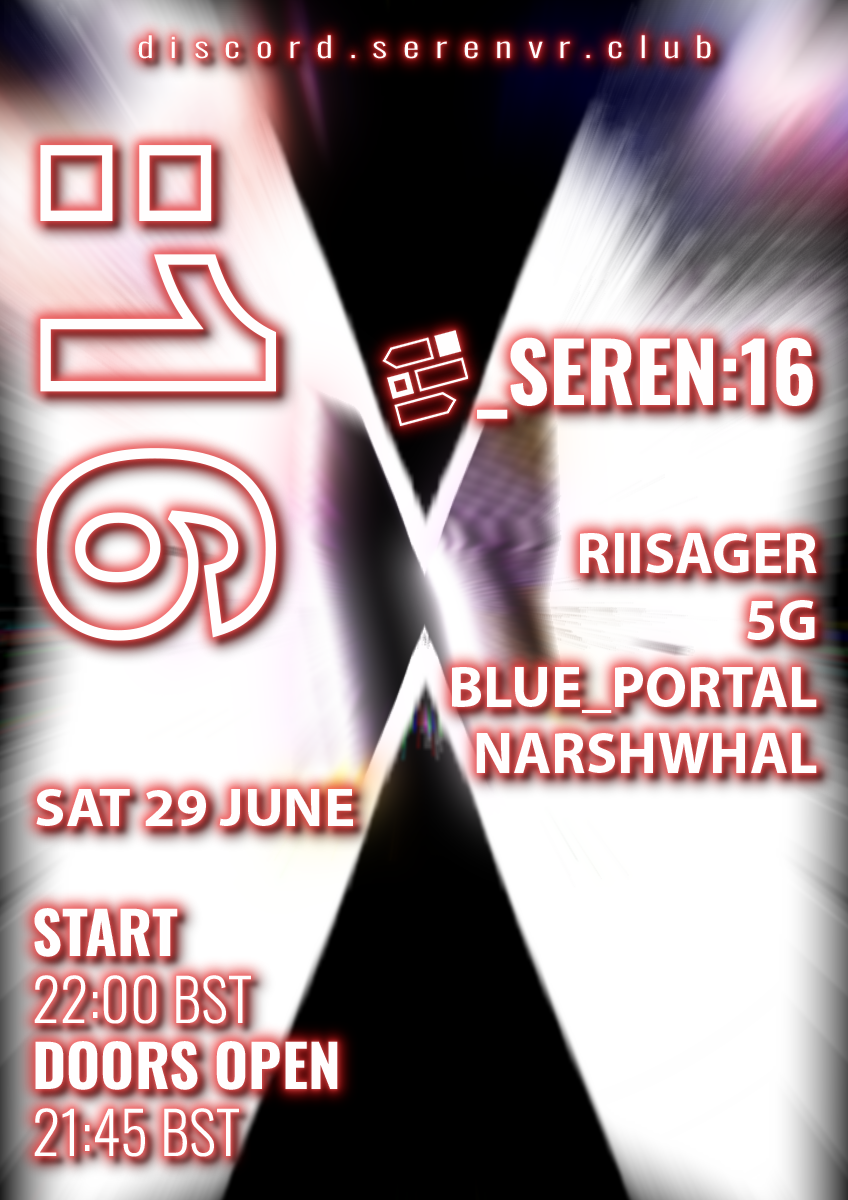 discord.serenvr.club
:16
_SEREN:16
RIISAGER
5G
BLUE_PORTAL
NARSHWHAL
SAT 29 JUNE
START
22:00 BST
DOORS OPEN
21:45 BST